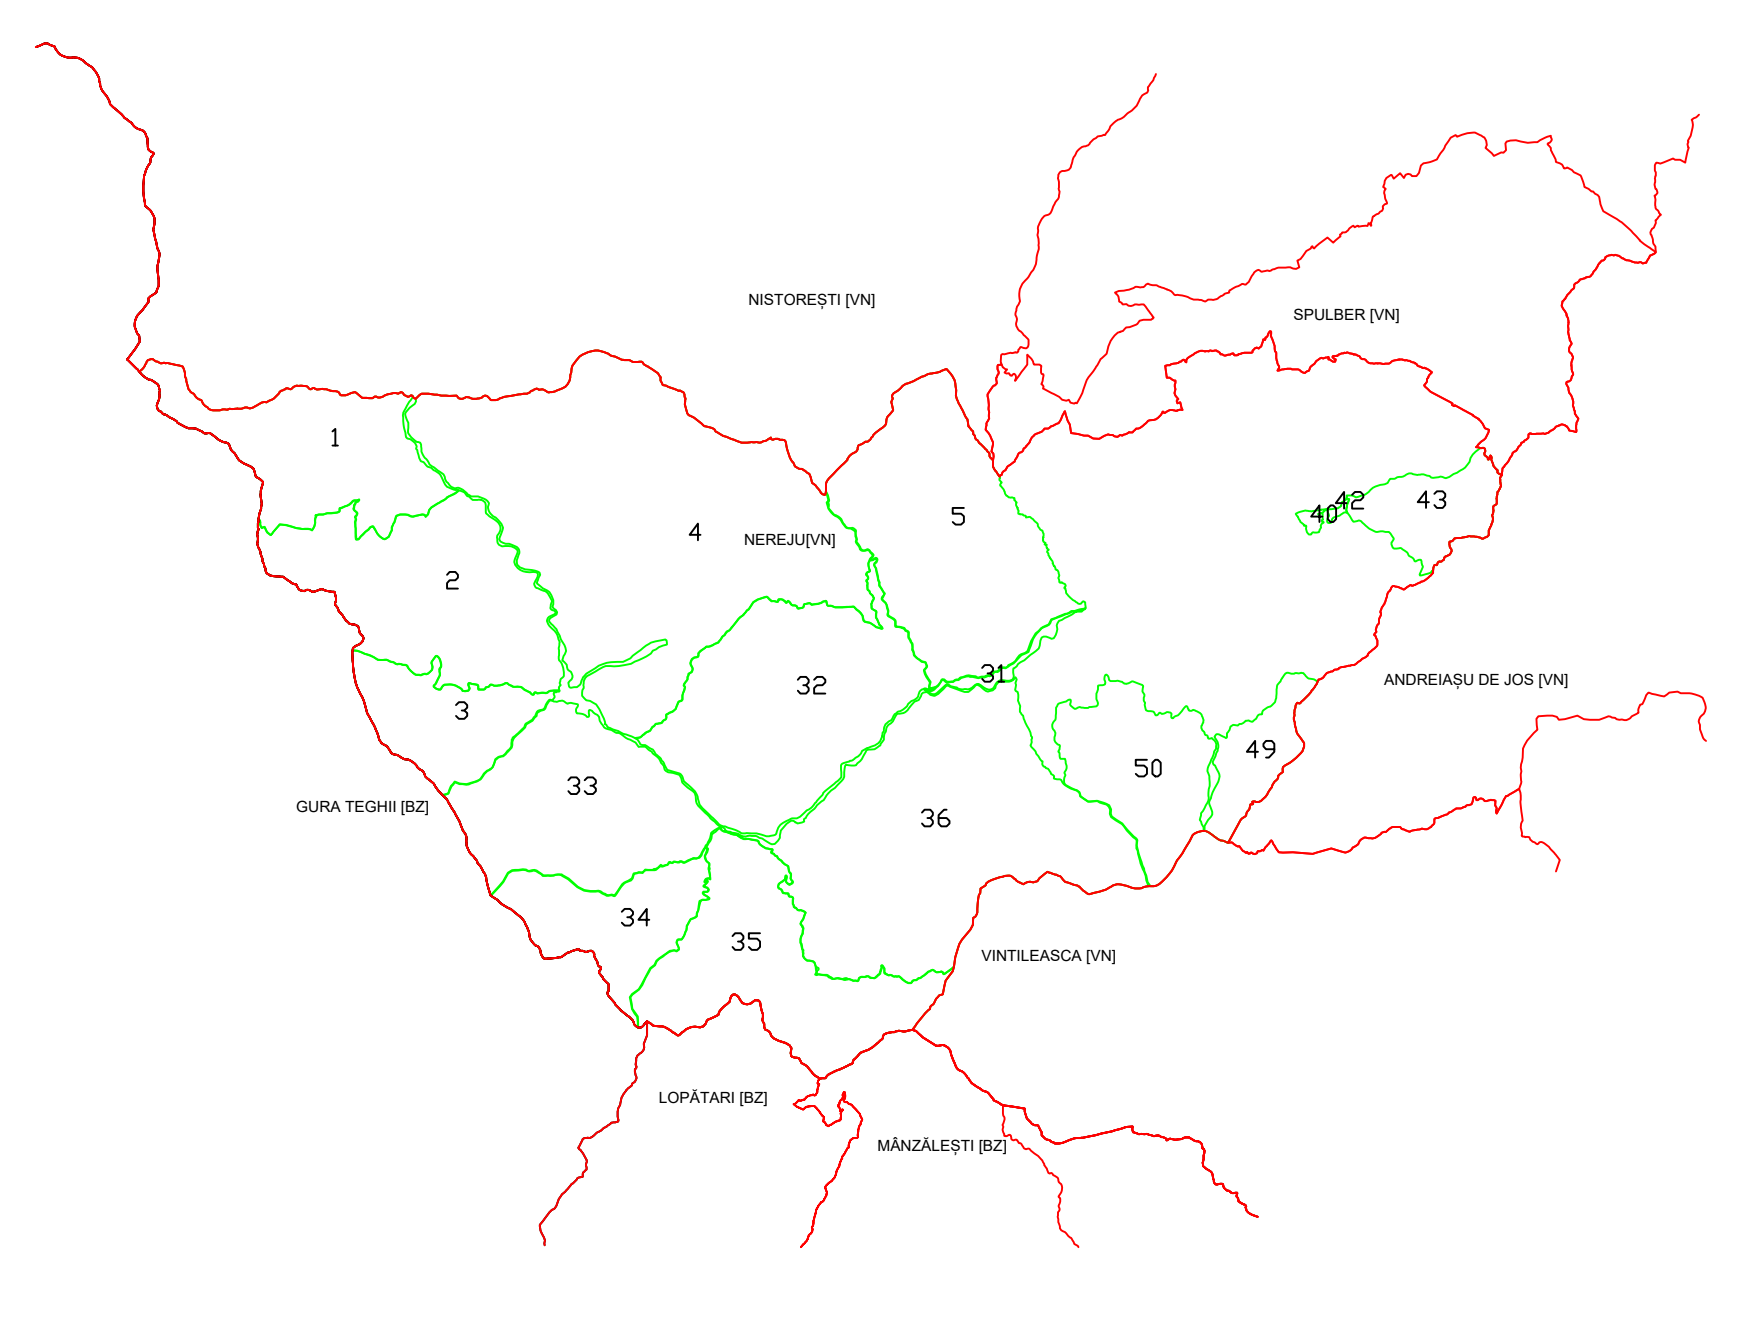 NISTOREȘTI [VN]
SPULBER [VN]
1
40
42
43
5
4
NEREJU[VN]
2
31
32
ANDREIAȘU DE JOS [VN]
3
49
50
33
GURA TEGHII [BZ]
36
34
35
VINTILEASCA [VN]
LOPĂTARI [BZ]
MÂNZĂLEȘTI [BZ]